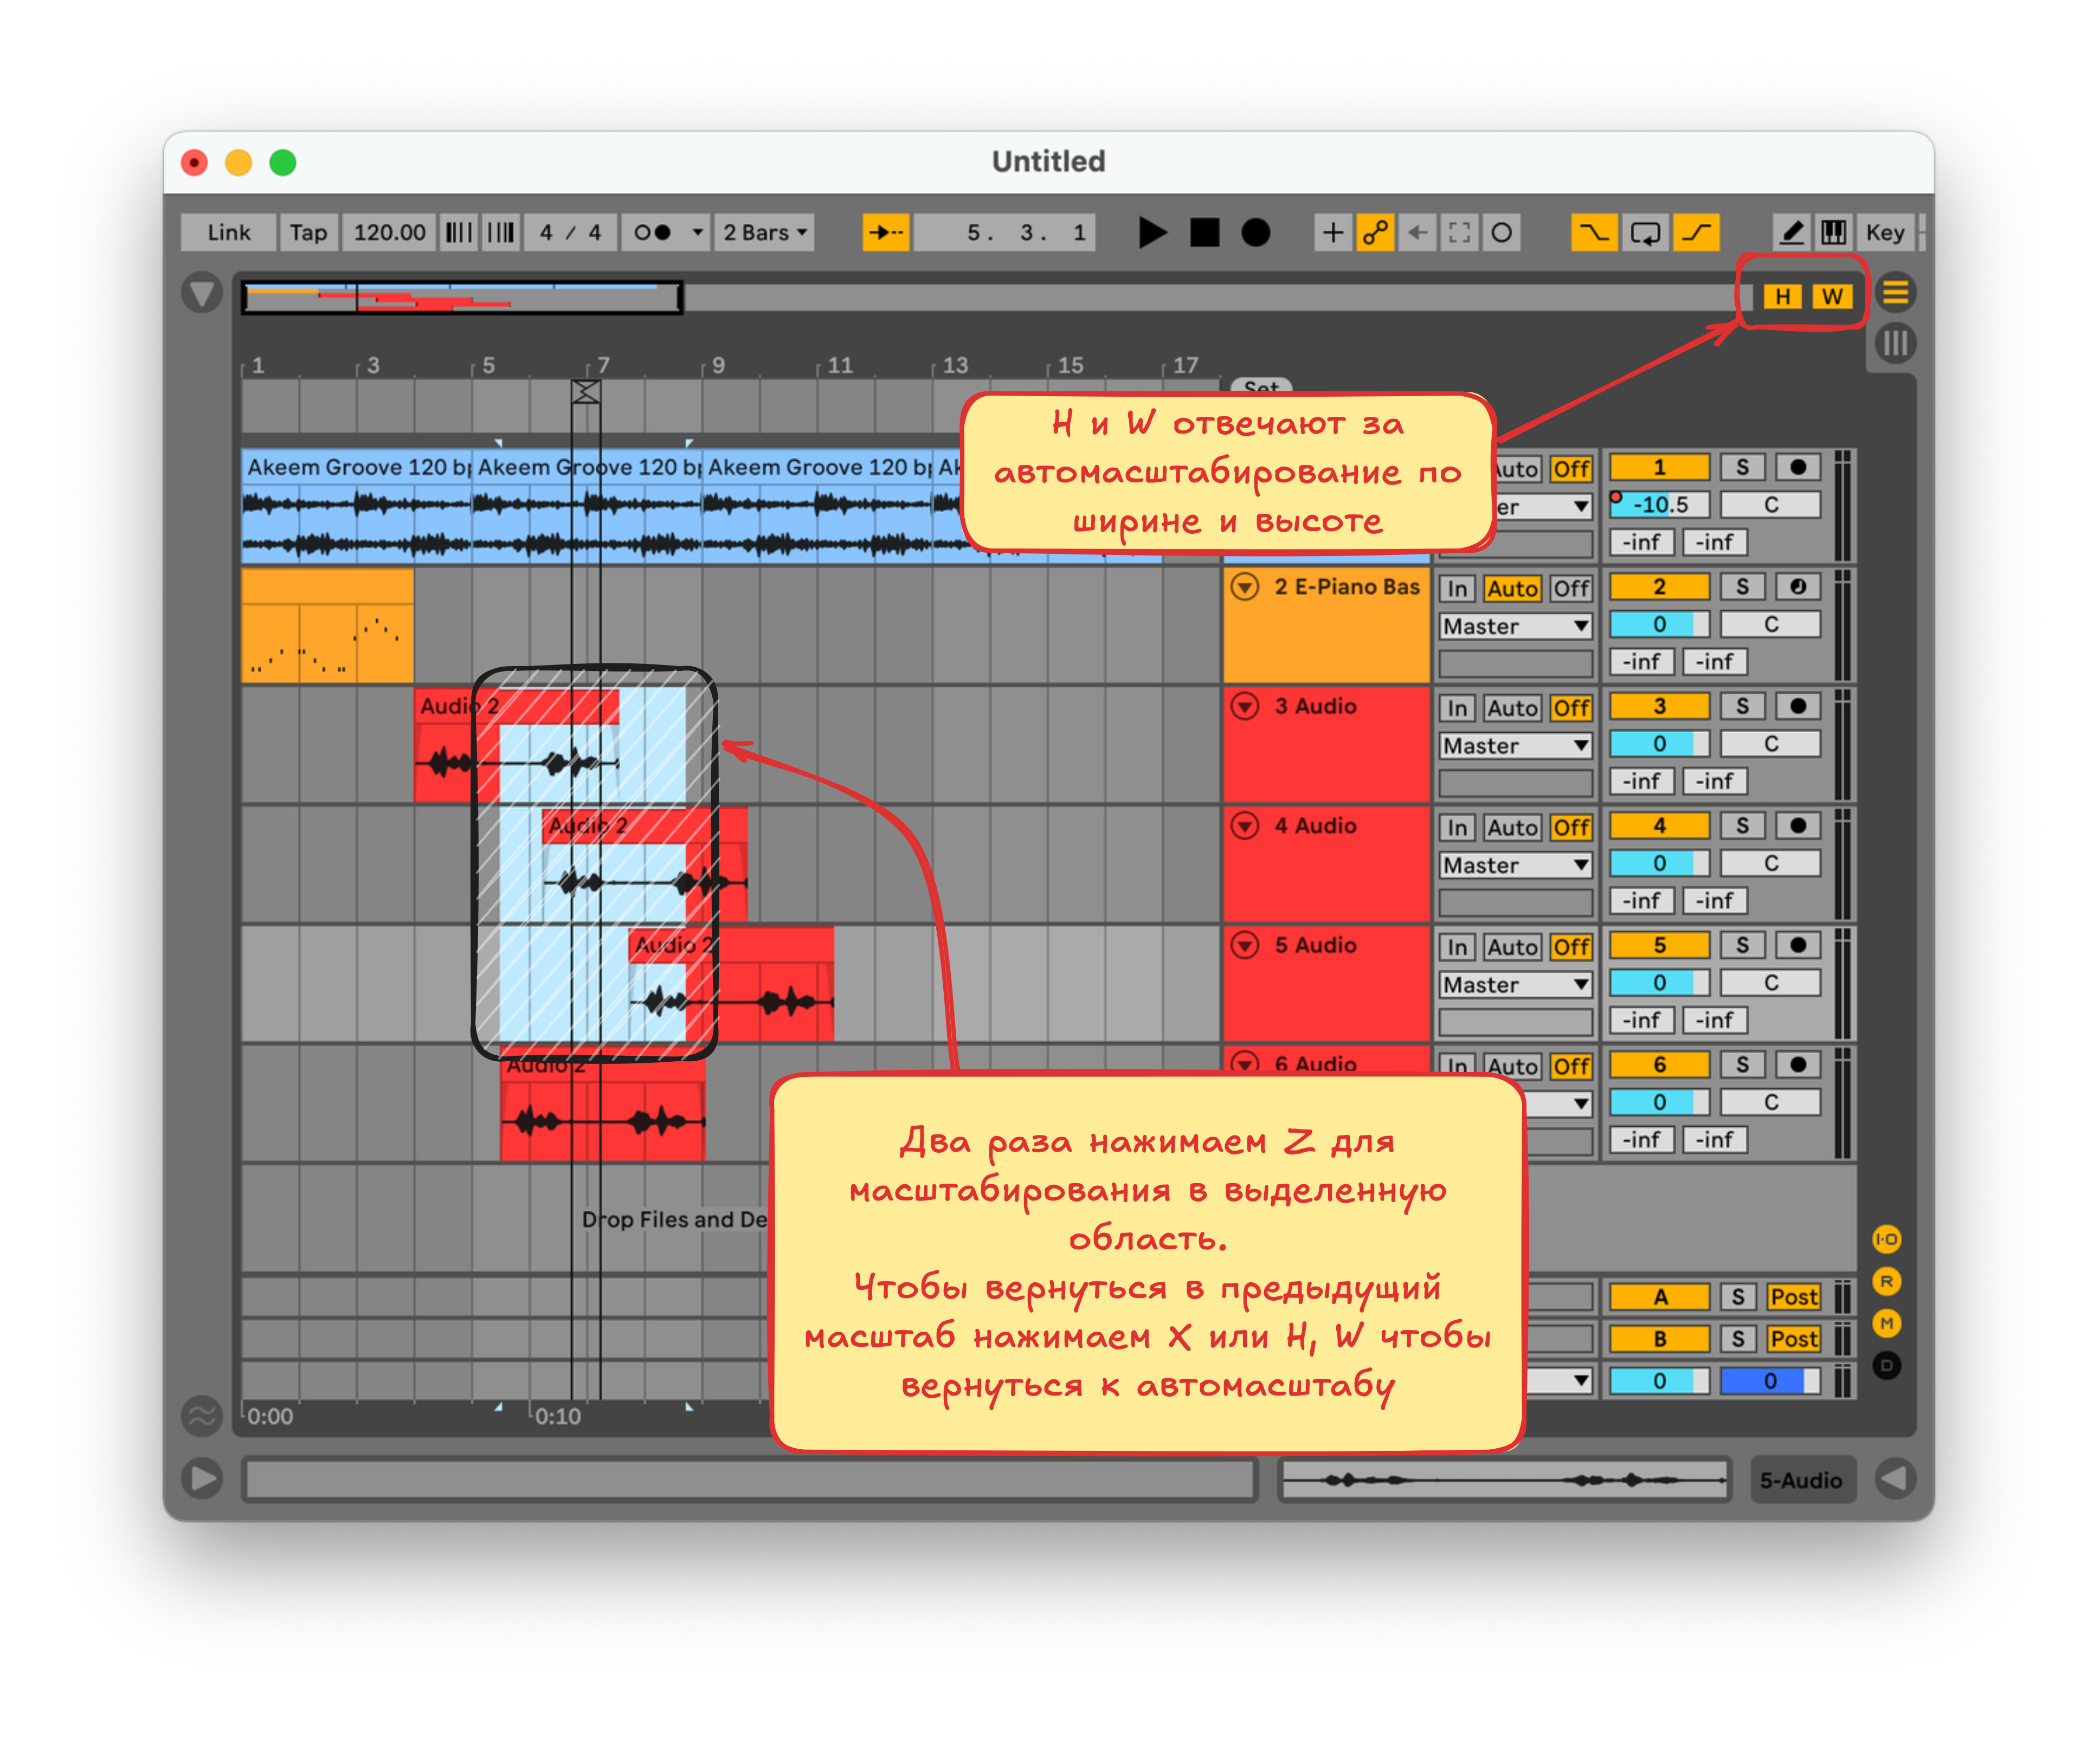 Untitled
Link Tap 120.00 4 / 4 2 Bars 5. 3. 1 Key
H W
1 3 5 7 9 11 13 15 17
Set
H и W отвечают за
автомасштабирование по
ширине и высоте
Akeem Groove 120 bp Akeem Groove 120 bp Akeem Groove 120 bp Ak
Auto Off 1 S
-10.5 C
-inf -inf
2 E-Piano Bas In Auto Off 2 S
Master 0 C
-inf -inf
Audio 2 3 Audio In Auto Off 3 S
Master 0 C
-inf -inf
Audio 2 4 Audio In Auto Off 4 S
Master 0 C
-inf -inf
Audio 2 5 Audio In Auto Off 5 S
Master 0 C
-inf -inf
Audio 2 6 Audio In Auto Off 6 S
0 C
-inf -inf
Два раза нажимаем Z для
масштабирования в выделенную
область.
Чтобы вернуться в предыдущий
масштаб нажимаем X или H, W чтобы
вернуться к автомасштабу
Drop Files and De
I·O
R
M
D
A S Post
B S Post
0 0
0:00 0:10
5-Audio